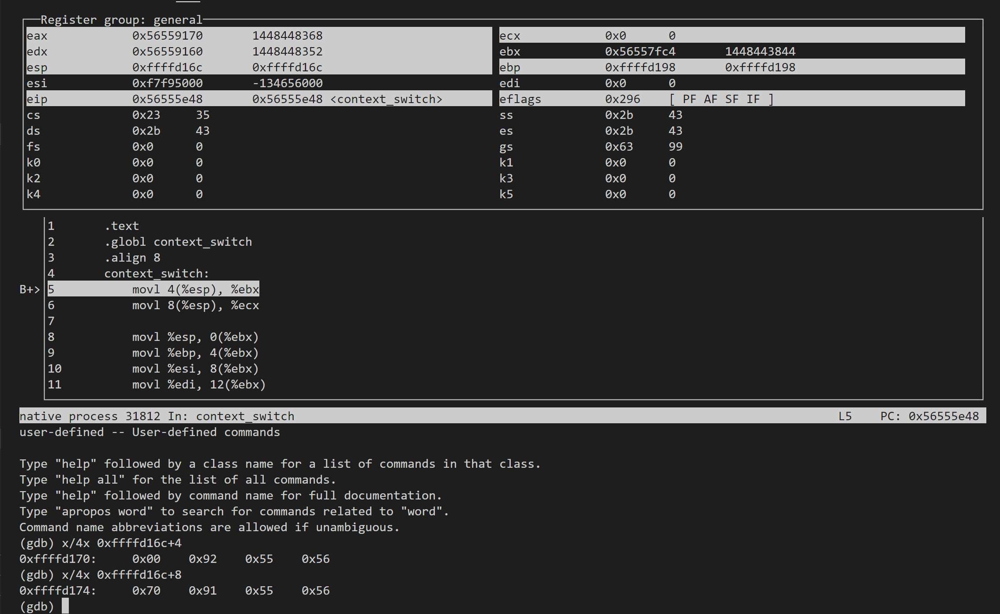 Register group: general
eax 0x56559170 1448448368 ecx 0x0 0
edx 0x56559160 1448448352 ebx 0x56557fc4 1448443844
esp 0xffffd16c 0xffffd16c ebp 0xffffd198 0xffffd198
esi 0xf7f95000 -134656000 edi 0x0 0
eip 0x56555e48 0x56555e48 <context_switch> eflags 0x296 [ PF AF SF IF ]
cs 0x23 35 ss 0x2b 43
ds 0x2b 43 es 0x2b 43
fs 0x0 0 gs 0x63 99
k0 0x0 0 k1 0x0 0
k2 0x0 0 k3 0x0 0
k4 0x0 0 k5 0x0 0
1 .text
2 .globl context_switch
3 .align 8
4 context_switch:
B+> 5 movl 4(%esp), %ebx
6 movl 8(%esp), %ecx
7
8 movl %esp, 0(%ebx)
9 movl %ebp, 4(%ebx)
10 movl %esi, 8(%ebx)
11 movl %edi, 12(%ebx)
native process 31812 In: context_switch L5 PC: 0x56555e48
user-defined -- User-defined commands
Type "help" followed by a class name for a list of commands in that class.
Type "help all" for the list of all commands.
Type "help" followed by command name for full documentation.
Type "apropos word" to search for commands related to "word".
Command name abbreviations are allowed if unambiguous.
(gdb) x/4x 0xffffd16c+4
0xffffd170: 0x00 0x92 0x55 0x56
(gdb) x/4x 0xffffd16c+8
0xffffd174: 0x70 0x91 0x55 0x56
(gdb)